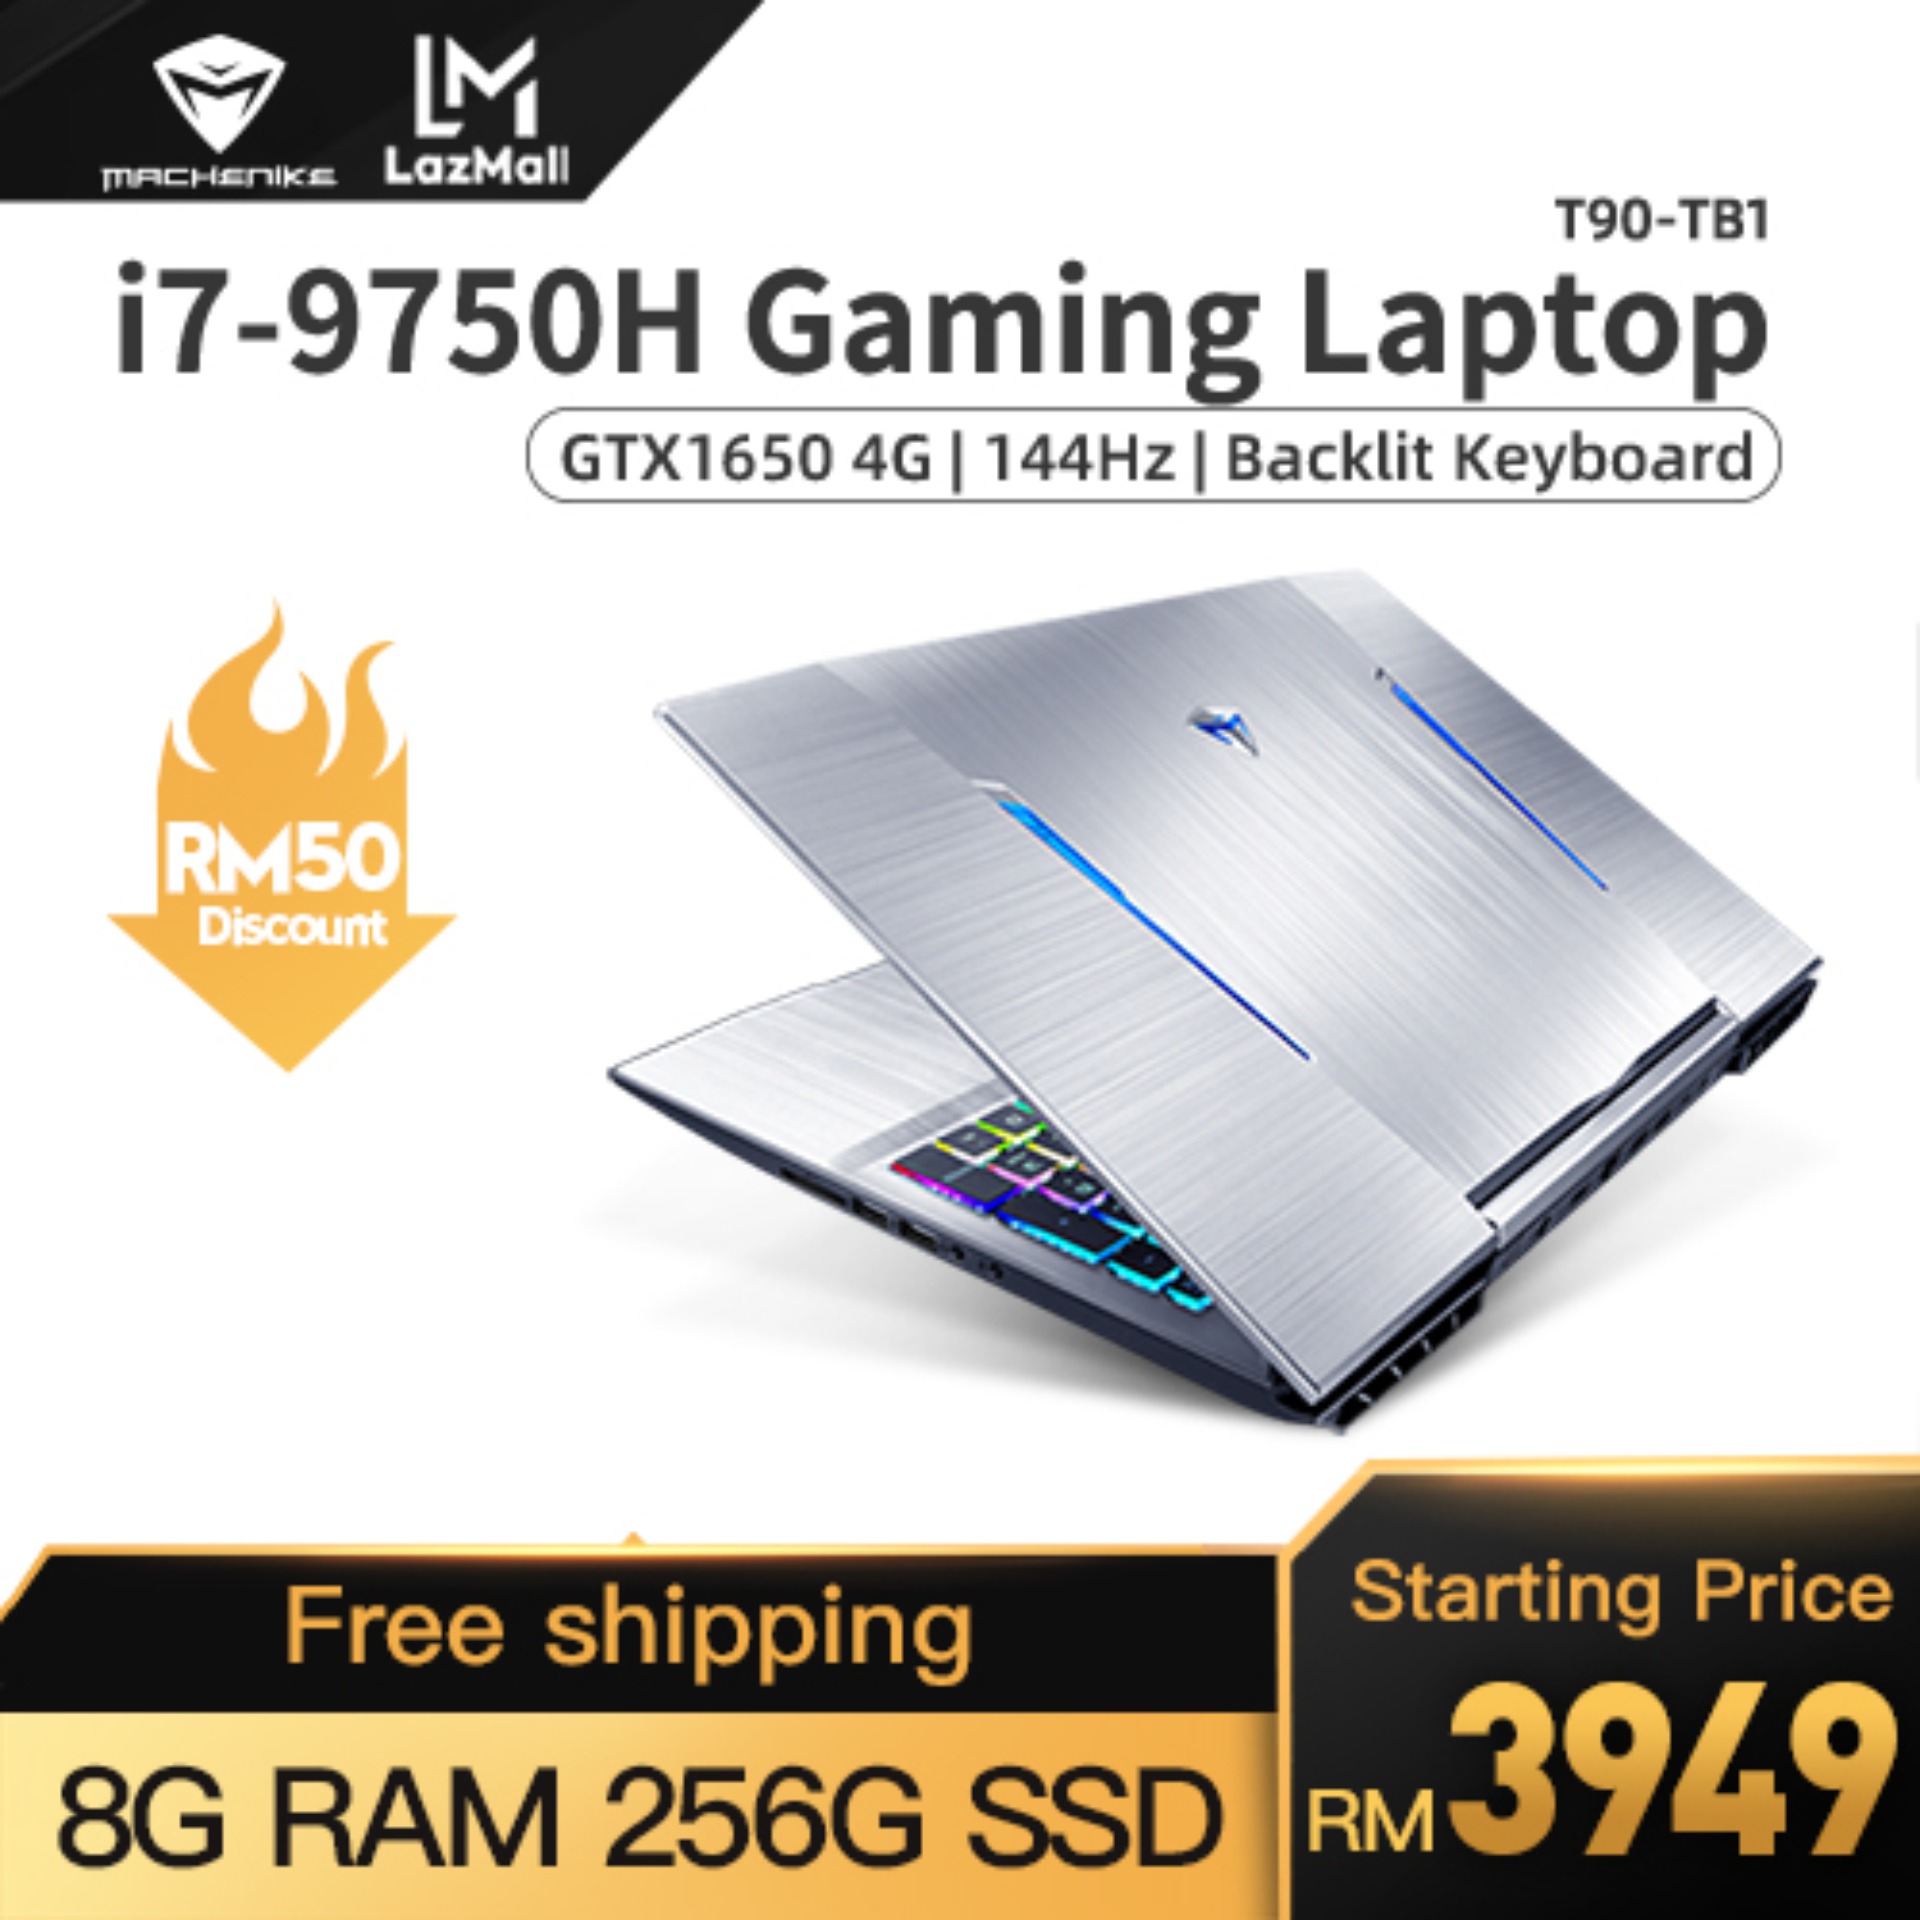 MACHENIKE
LM
LazMall
T90-TB1
i7-9750H Gaming Laptop
GTX1650 4G | 144Hz | Backlit Keyboard
RM50
Discount
Free shipping
8G RAM 256G SSD
Starting Price
RM3949